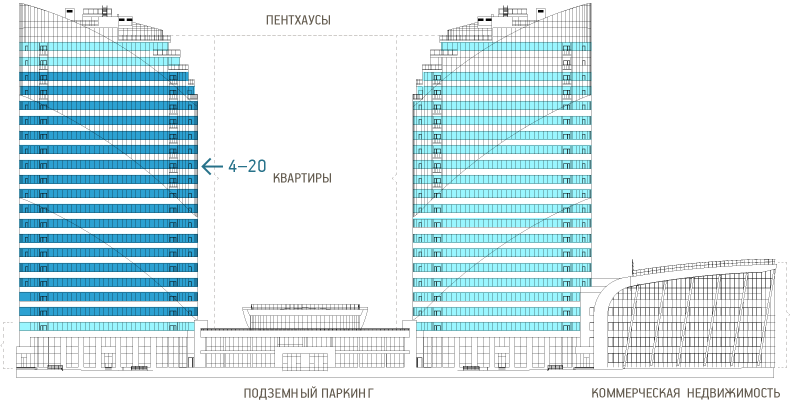 ПЕНТХАУСЫ
4–20
КВАРТИРЫ
ПОДЗЕМНЫЙ ПАРКИНГ
КОММЕРЧЕСКАЯ НЕДВИЖИМОСТЬ